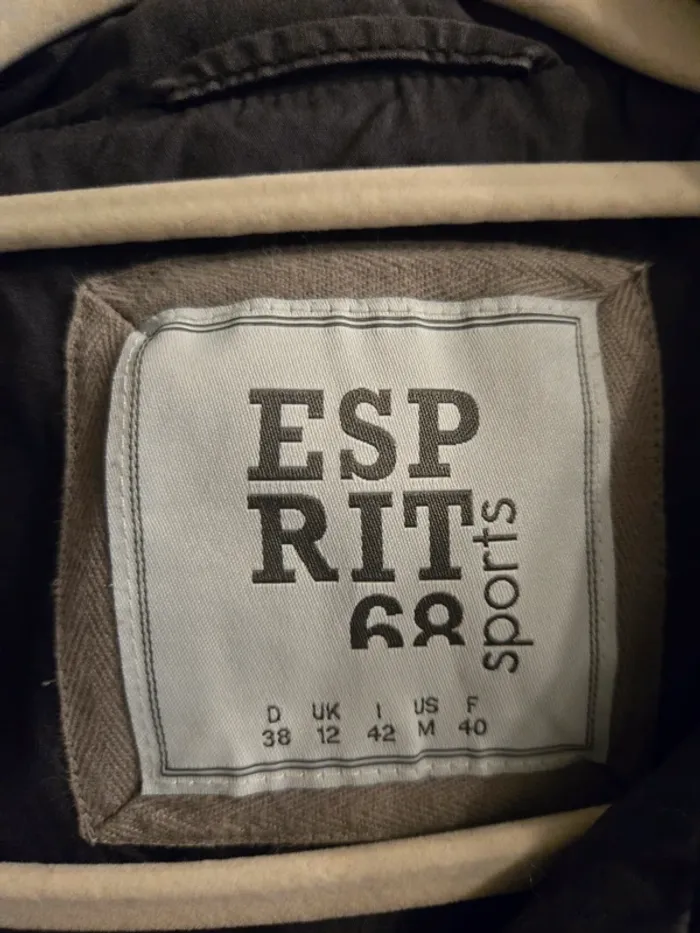 ESP
RIT
68
sports
D UK I US F
38 12 42 M 40